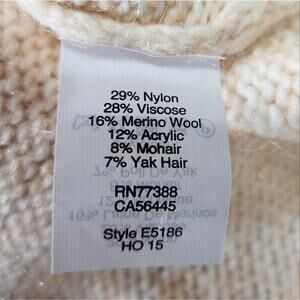 29% Nylon
28% Viscose
16% Merino Wool
12% Acrylic
8% Mohair
7% Yak Hair
RN77388
CA56445
Style E5186
HO 15